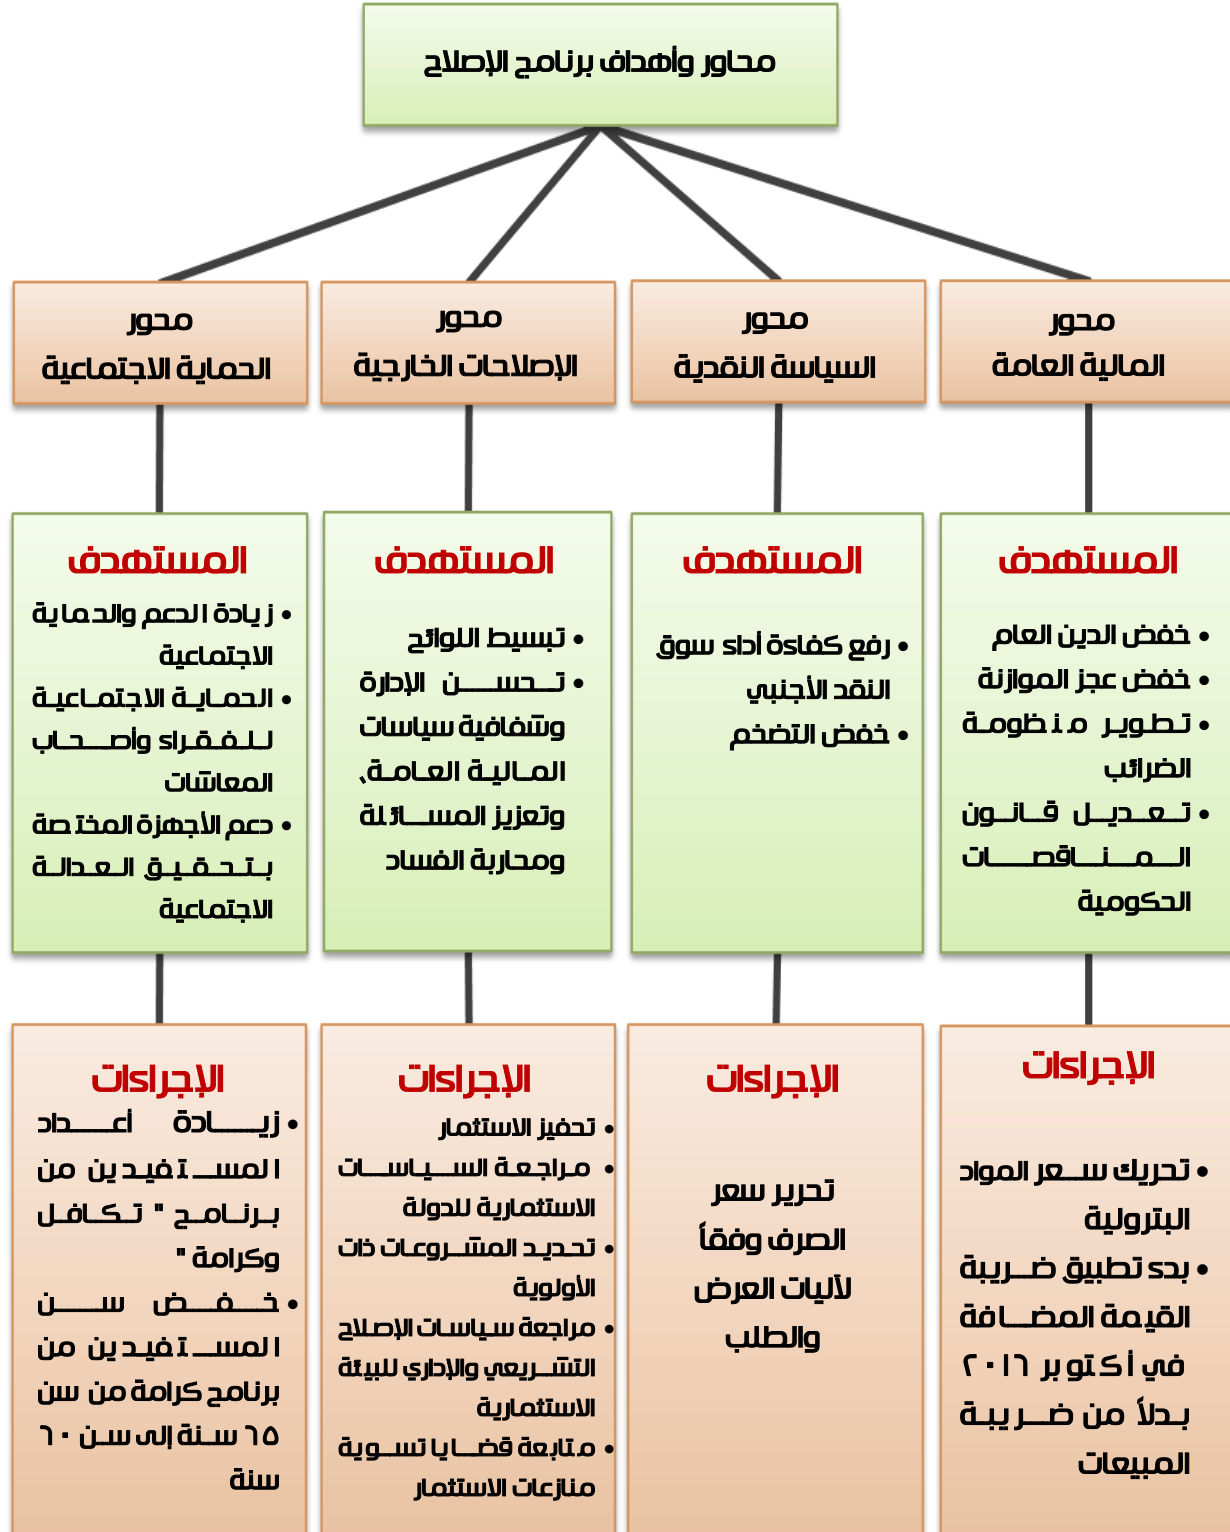 محاور وأهداف برنامج الإصلاح
محور
المالية العامة
محور
السياسة النقدية
محور
الإصلاحات الخارجية
محور
الحماية الاجتماعية
المستهدف
• خفض الدين العام
• خفض عجز الموازنة
• تطوير منظومة
الضرائب
• تعديل قانون
المناقصات
الحكومية
المستهدف
• رفع كفاءة أداء سوق
النقد الأجنبي
• خفض التضخم
المستهدف
• تبسيط اللوائح
• تحسن الإدارة
وشفافية سياسات
المالية العامة،
وتعزيز المسائلة
ومحاربة الفساد
المستهدف
• زيادة الدعم والحماية
الاجتماعية
• الحماية الاجتماعية
للفقراء وأصحاب
المعاشات
• دعم الأجهزة المختصة
بتحقيق العدالة
الاجتماعية
الإجراءات
• تحريك سعر المواد
البترولية
• بدء تطبيق ضريبة
القيمة المضافة
في أكتوبر ٢٠١٦
بدلاً من ضريبة
المبيعات
الإجراءات
تحرير سعر
الصرف وفقاً
لآليات العرض
والطلب
الإجراءات
• تحفيز الاستثمار
• مراجعة السياسات
الاستثمارية للدولة
• تحديد المشروعات ذات
الأولوية
• مراجعة سياسات الإصلاح
التشريعي والإداري للبيئة
الاستثمارية
• متابعة قضايا تسوية
منازعات الاستثمار
الإجراءات
• زيادة أعداد
المستفيدين من
برنامج " تكافل
وكرامة "
• خفض سن
المستفيدين من
برنامج كرامة من سن
٦٥ سنة إلى سن ٦٠
سنة